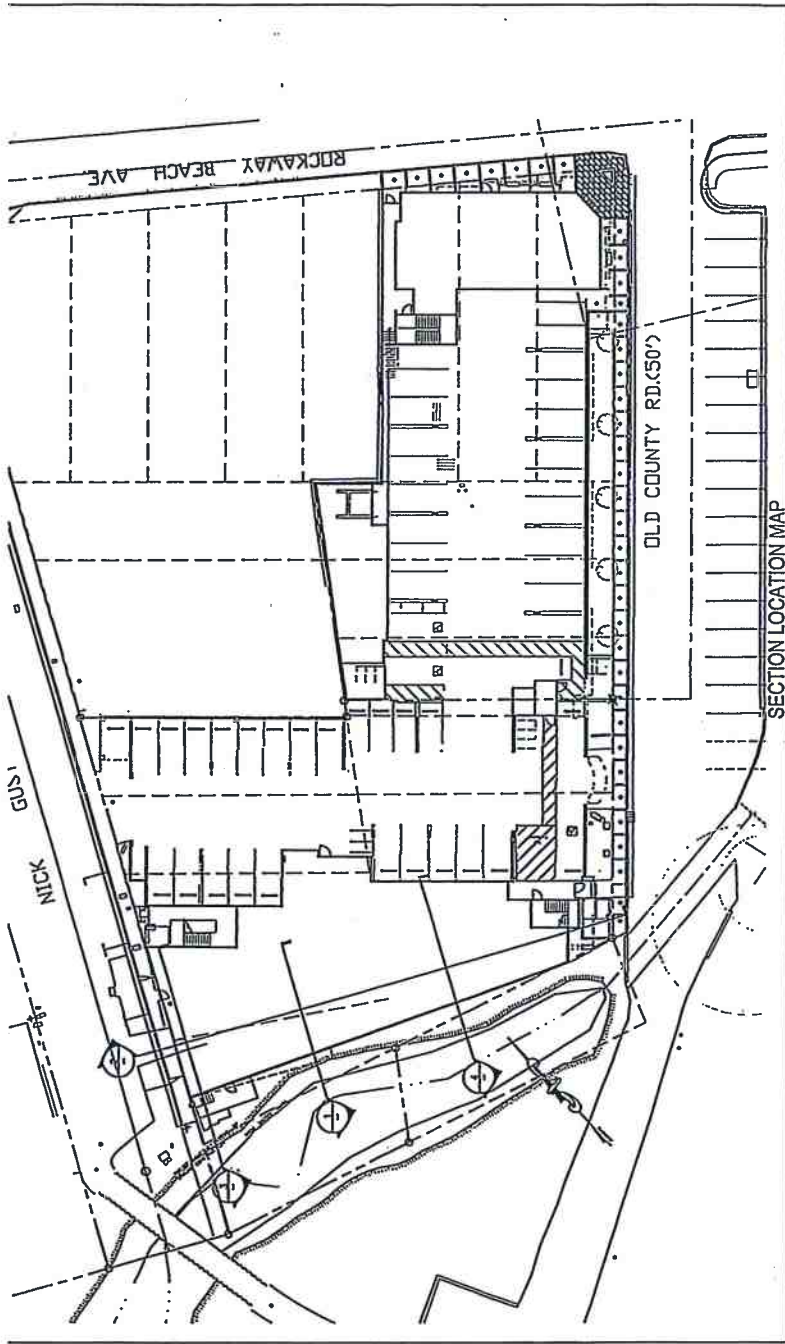 ROCKAWAY BEACH AVE.
NICK GUST
OLD COUNTY RD.(50')
SECTION LOCATION MAP